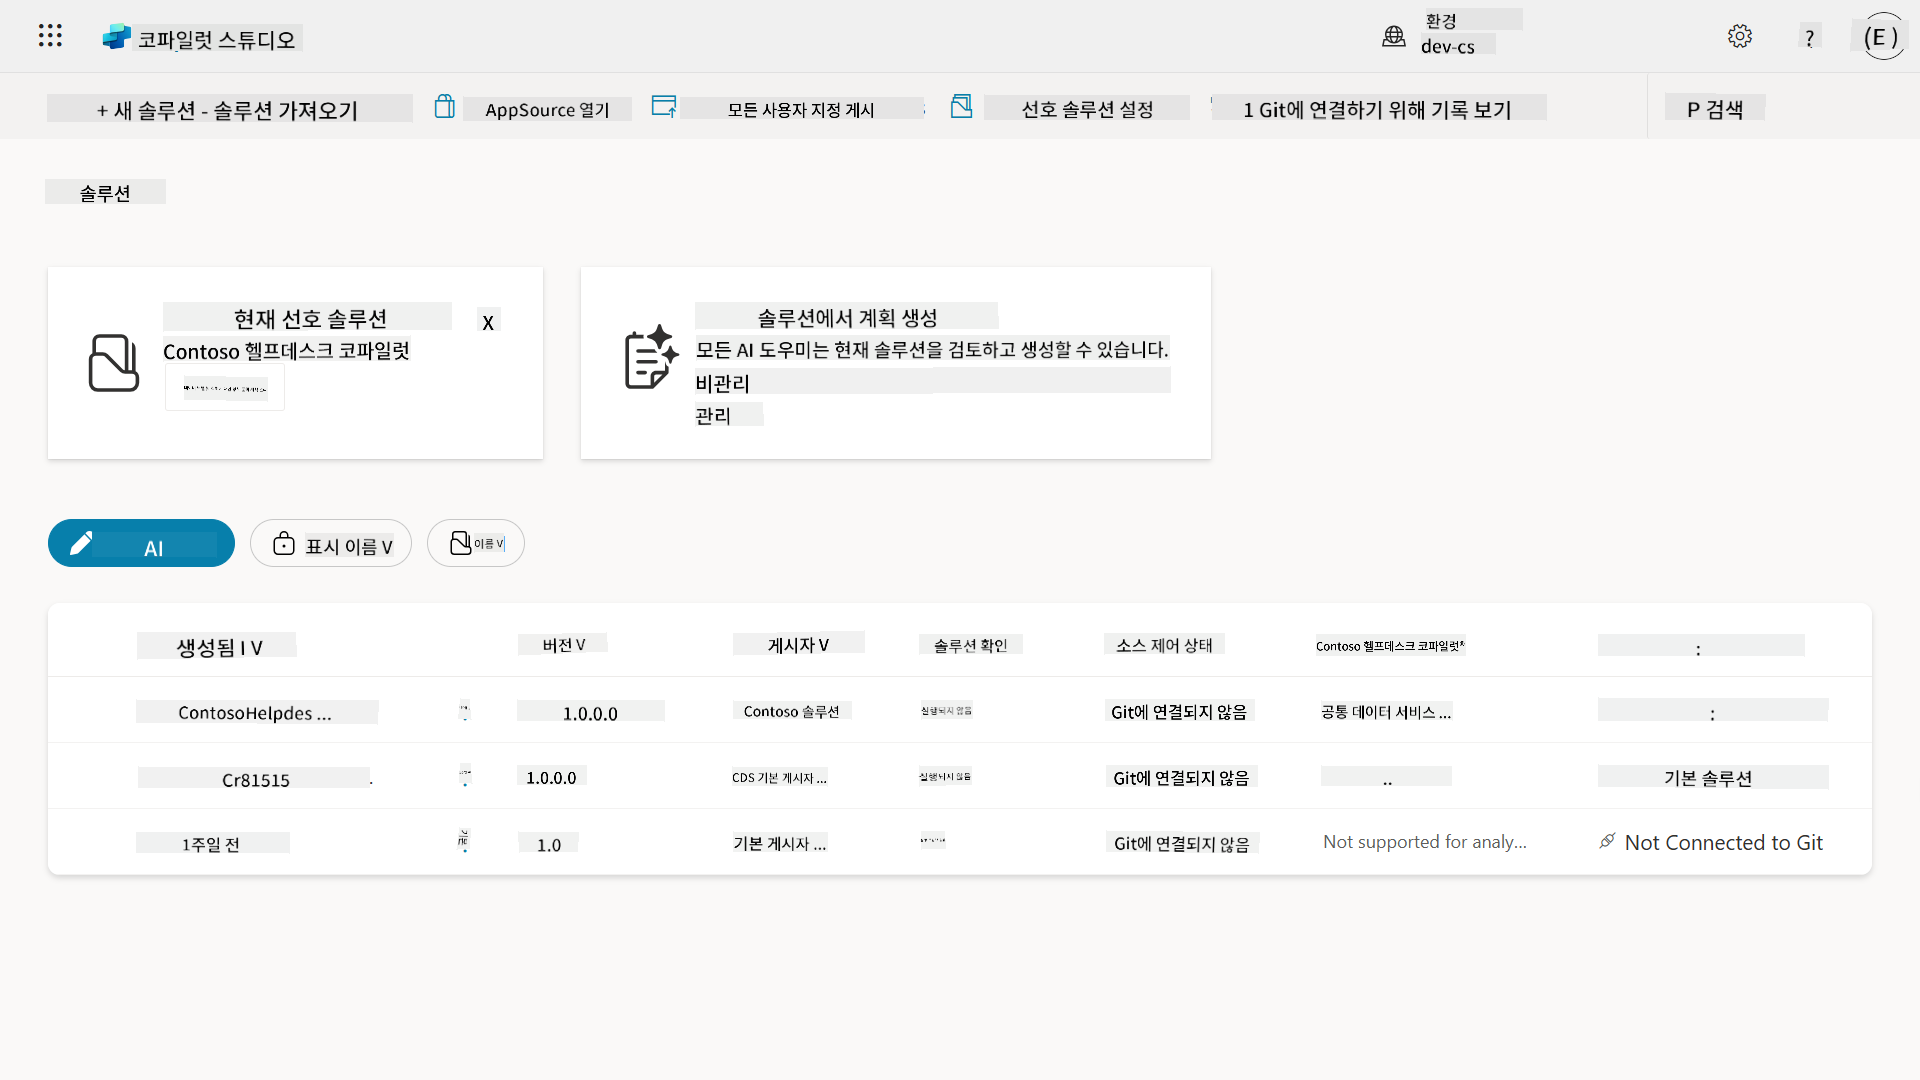 코파일럿 스튜디오
환경
dev-cs
?
(E )
+ 새 솔루션 - 솔루션 가져오기
AppSource 열기
모든 사용자 지정 게시
선호 솔루션 설정
1 Git에 연결하기 위해 기록 보기
P 검색
솔루션
현재 선호 솔루션
X
Contoso 헬프데스크 코파일럿
솔루션에서 계획 생성
모든 AI 도우미는 현재 솔루션을 검토하고 생성할 수 있습니다.
비관리
관리
AI
표시 이름 V
이름 V
생성됨 I V
버전 V
게시자 V
솔루션 확인
소스 제어 상태
Contoso 헬프데스크 코파일럿*
:
ContosoHelpdes ...
1.0.0.0
Contoso 솔루션
실행되지 않음
Git에 연결되지 않음
공통 데이터 서비스 ...
:
Cr81515
1.0.0.0
CDS 기본 게시자 ...
실행되지 않음
Git에 연결되지 않음
..
기본 솔루션
1주일 전
1.0
기본 게시자 ...
Git에 연결되지 않음
Not supported for analy...
Not Connected to Git